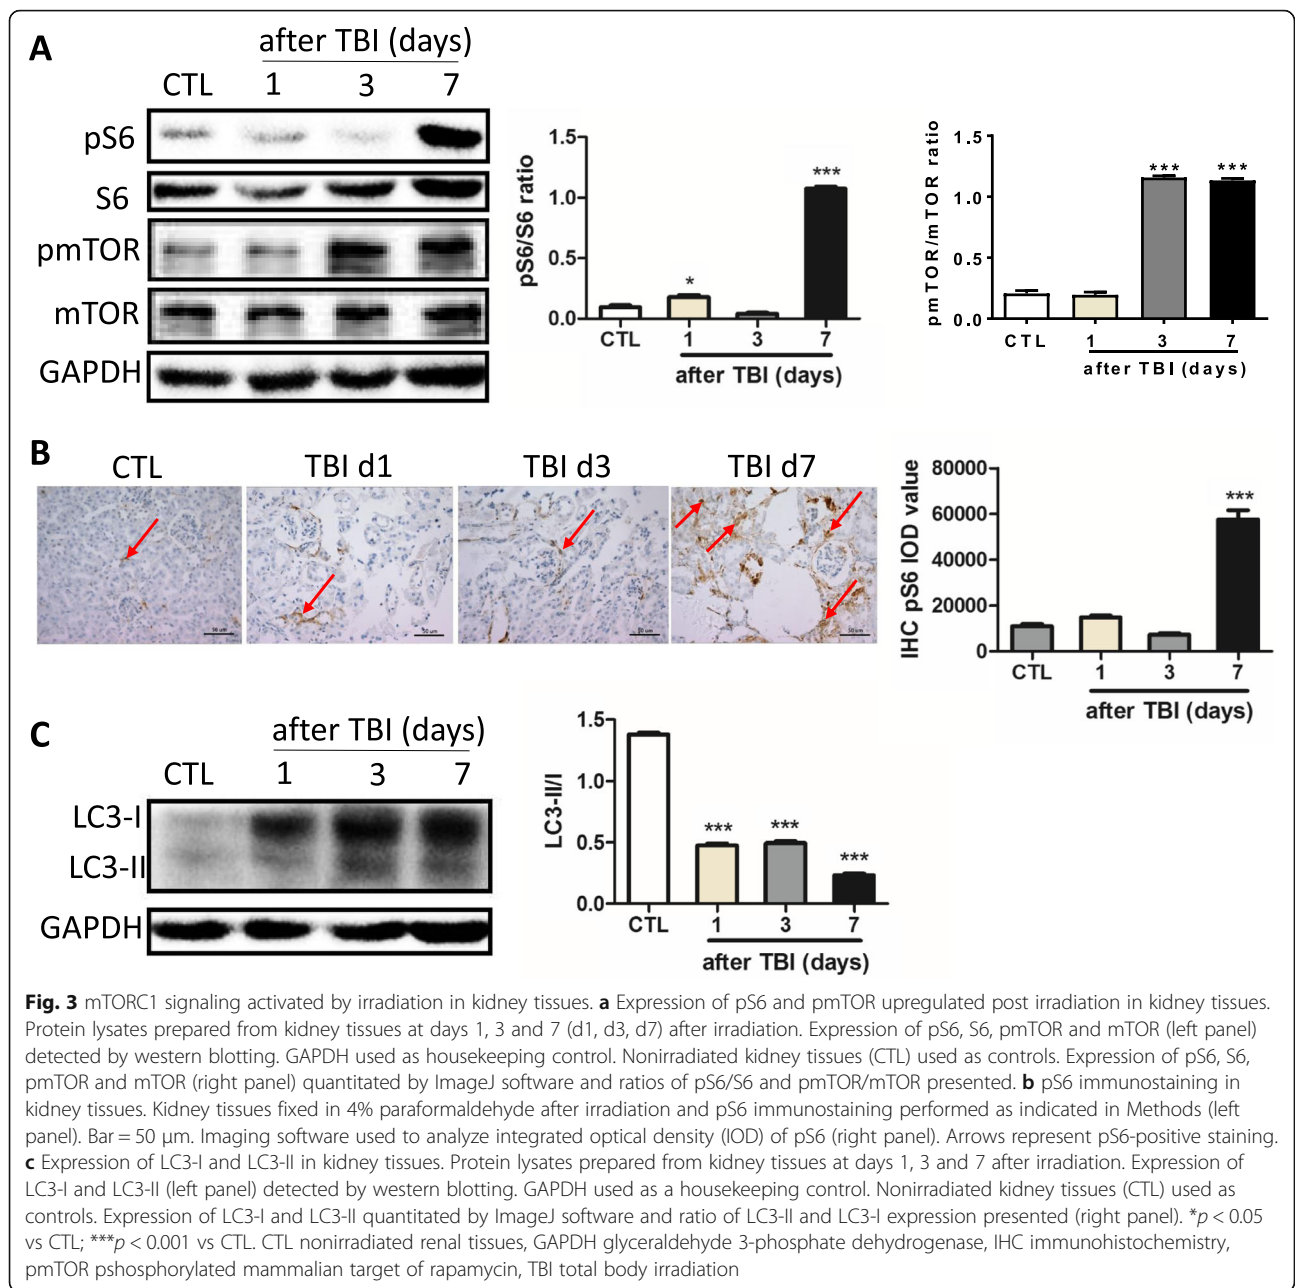 A
after TBI (days)
CTL 1 3 7
pS6
S6
pmTOR
mTOR
GAPDH
pS6/S6 ratio
1.5
1.0
0.5
0.0
*
***
CTL 1 3 7
after TBI (days)
pmTOR/mTOR ratio
1.5
1.0
0.5
0.0
*** ***
CTL 1 3 7
after TBI (days)
B
CTL TBI d1 TBI d3 TBI d7
50 um 50 um 50 um 50 um
IHC pS6 IOD value
80000
60000
40000
20000
0
***
CTL 1 3 7
after TBI (days)
C
after TBI (days)
CTL 1 3 7
LC3-I
LC3-II
GAPDH
LC3-II/I
1.5
1.0
0.5
0.0
*** *** ***
CTL 1 3 7
after TBI (days)
Fig. 3 mTORC1 signaling activated by irradiation in kidney tissues. a Expression of pS6 and pmTOR upregulated post irradiation in kidney tissues.
Protein lysates prepared from kidney tissues at days 1, 3 and 7 (d1, d3, d7) after irradiation. Expression of pS6, S6, pmTOR and mTOR (left panel)
detected by western blotting. GAPDH used as housekeeping control. Nonirradiated kidney tissues (CTL) used as controls. Expression of pS6, S6,
pmTOR and mTOR (right panel) quantitated by ImageJ software and ratios of pS6/S6 and pmTOR/mTOR presented. b pS6 immunostaining in
kidney tissues. Kidney tissues fixed in 4% paraformaldehyde after irradiation and pS6 immunostaining performed as indicated in Methods (left
panel). Bar = 50 μm. Imaging software used to analyze integrated optical density (IOD) of pS6 (right panel). Arrows represent pS6-positive staining.
c Expression of LC3-I and LC3-II in kidney tissues. Protein lysates prepared from kidney tissues at days 1, 3 and 7 after irradiation. Expression of
LC3-I and LC3-II (left panel) detected by western blotting. GAPDH used as a housekeeping control. Nonirradiated kidney tissues (CTL) used as
controls. Expression of LC3-I and LC3-II quantitated by ImageJ software and ratio of LC3-II and LC3-I expression presented (right panel). *p < 0.05
vs CTL; ***p < 0.001 vs CTL. CTL nonirradiated renal tissues, GAPDH glyceraldehyde 3-phosphate dehydrogenase, IHC immunohistochemistry,
pmTOR pshosphorylated mammalian target of rapamycin, TBI total body irradiation